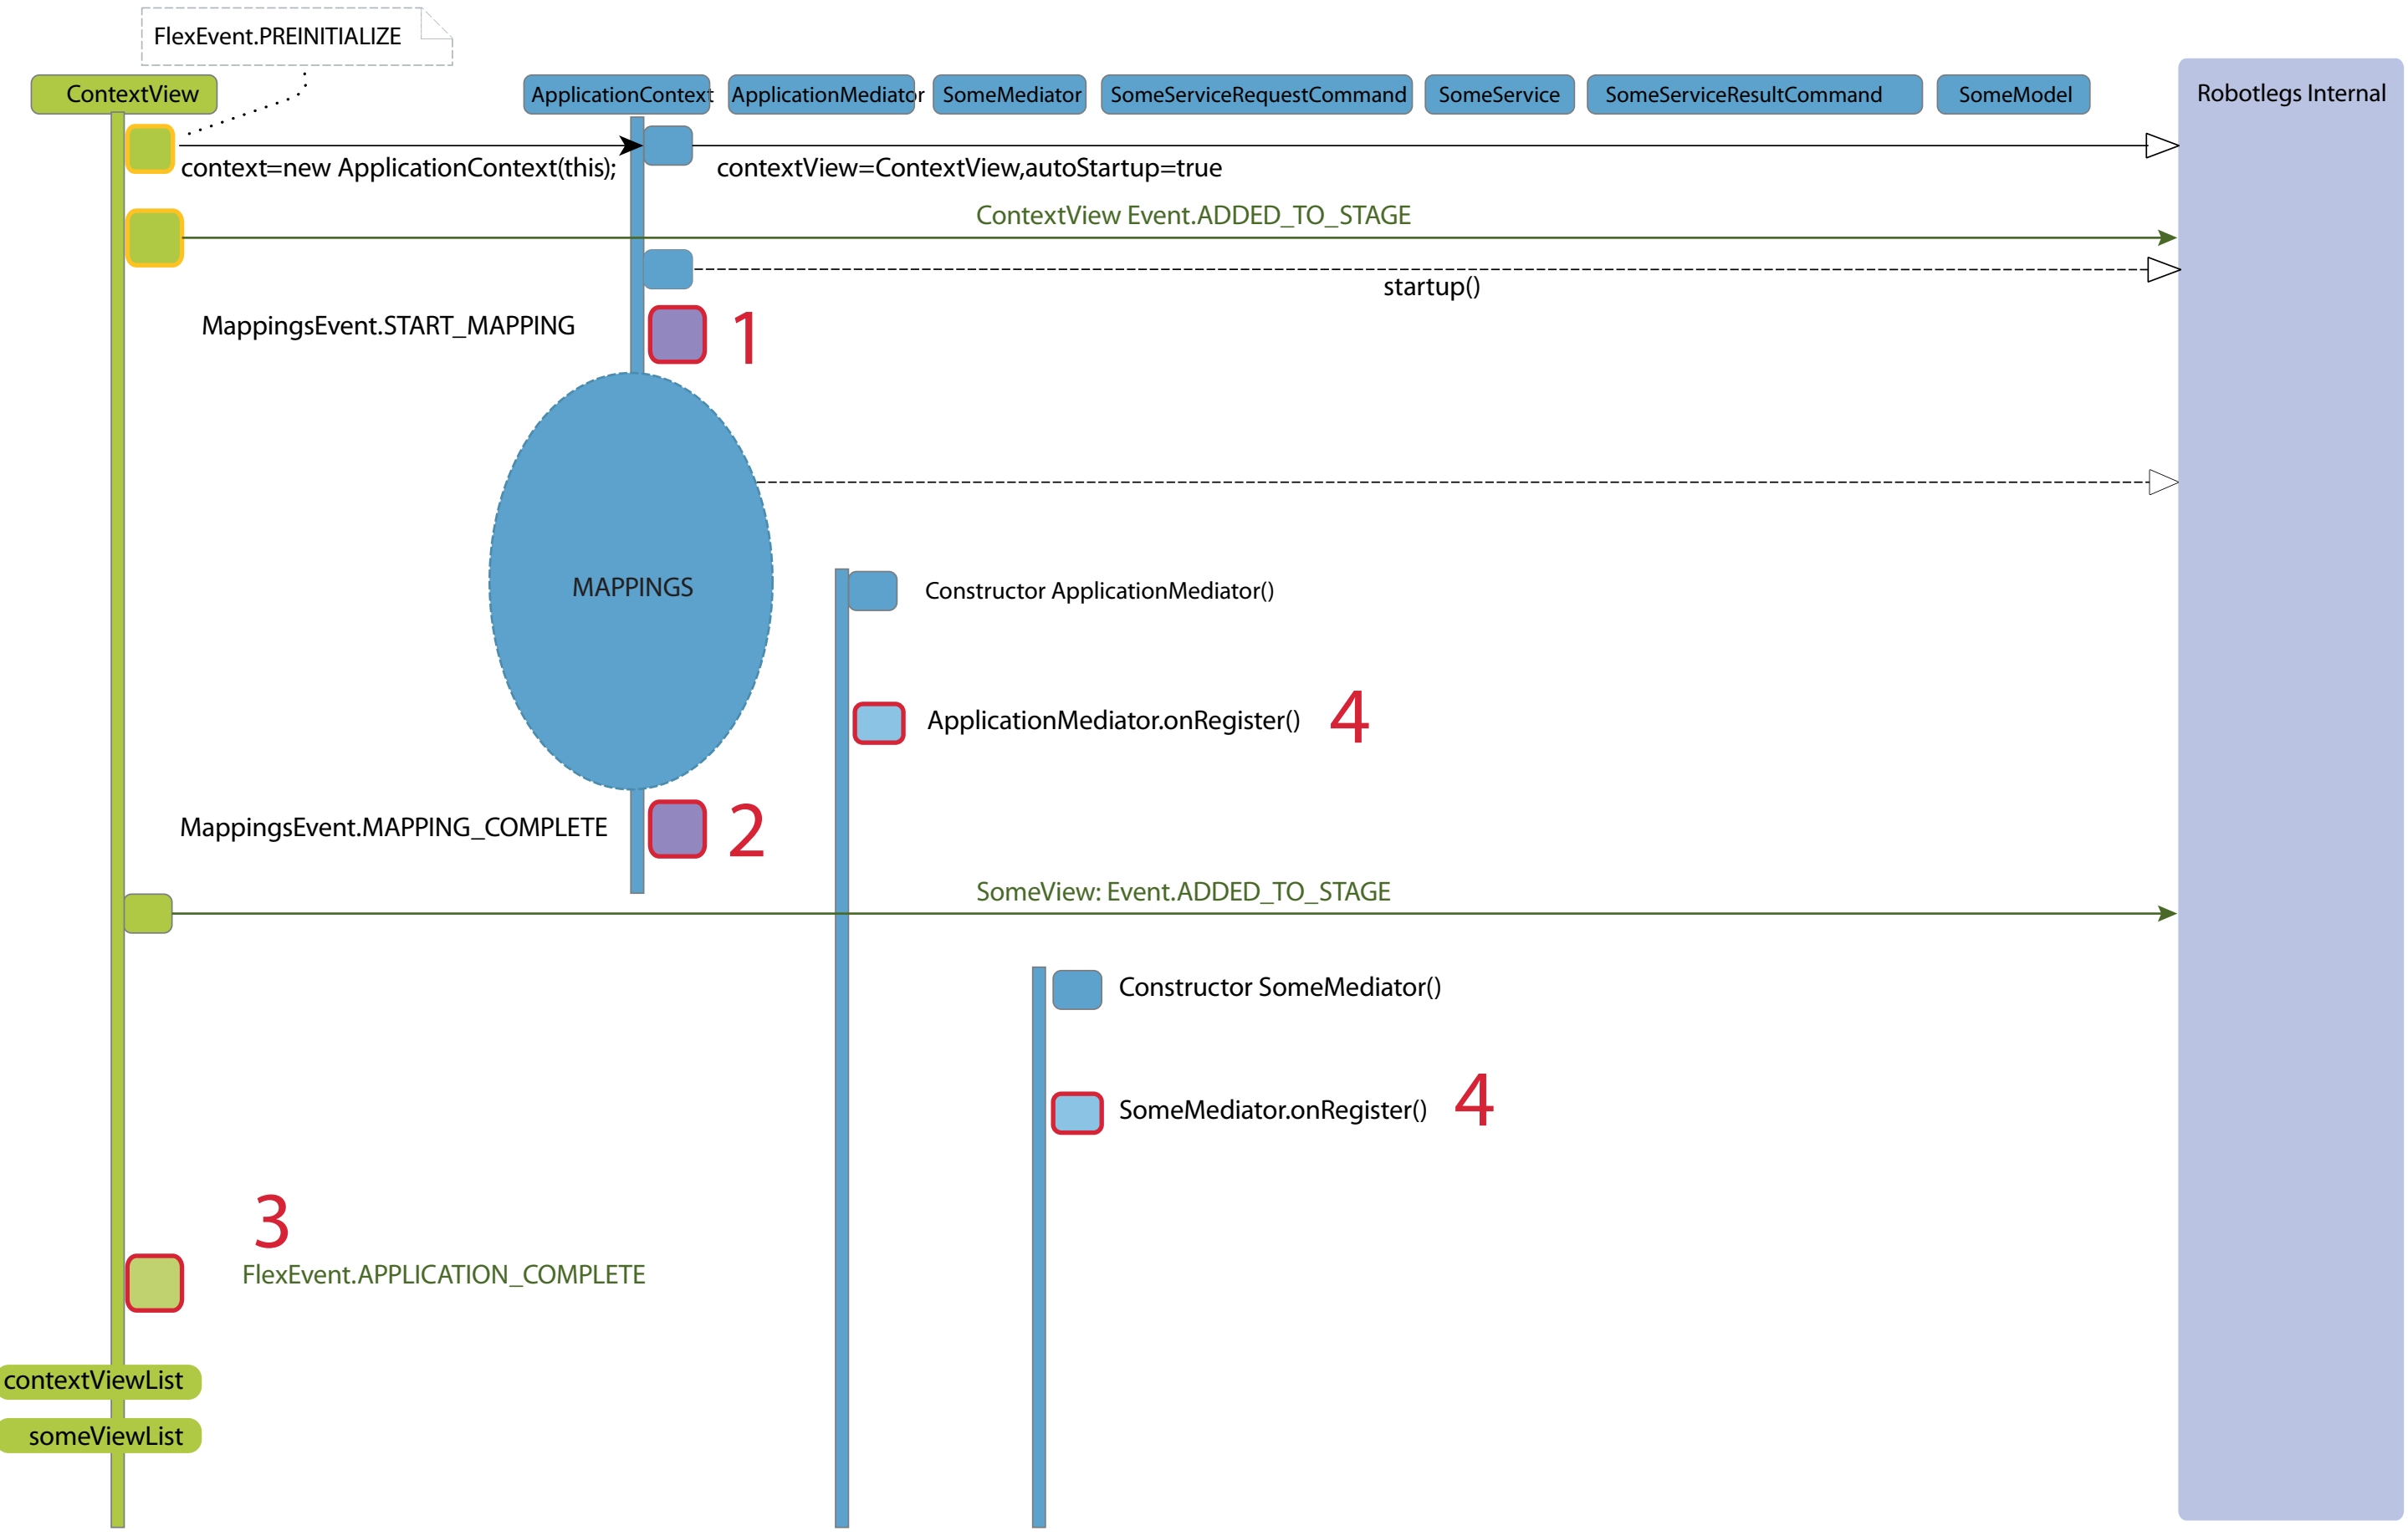 FlexEvent.PREINITIALIZE
ContextView
ApplicationContext
ApplicationMediator
SomeMediator
SomeServiceRequestCommand
SomeService
SomeServiceResultCommand
SomeModel
Robotlegs Internal
context=new ApplicationContext(this);
contextView=ContextView,autoStartup=true
ContextView Event.ADDED_TO_STAGE
startup()
MappingsEvent.START_MAPPING
1
MAPPINGS
Constructor ApplicationMediator()
ApplicationMediator.onRegister()
4
MappingsEvent.MAPPING_COMPLETE
2
SomeView: Event.ADDED_TO_STAGE
Constructor SomeMediator()
SomeMediator.onRegister()
4
3
FlexEvent.APPLICATION_COMPLETE
contextViewList
someViewList